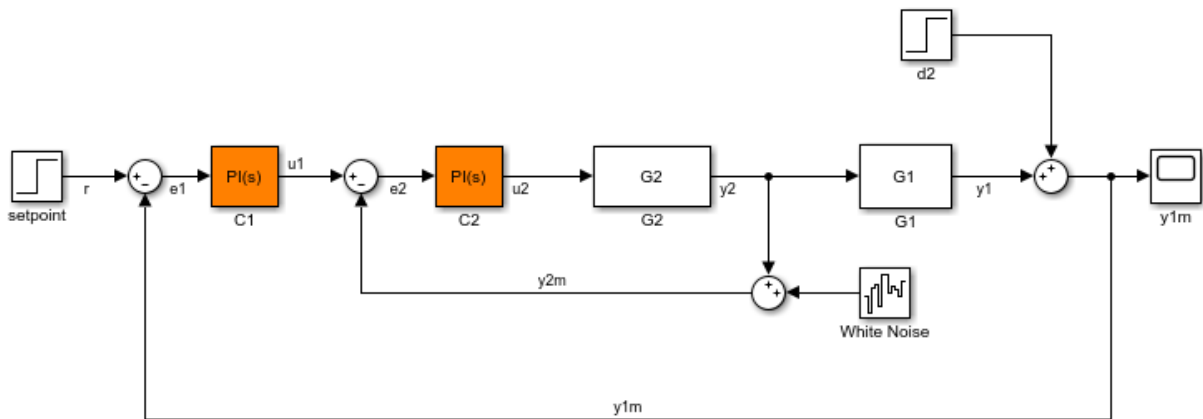 d2
setpoint
r
e1
PI(s)
C1
u1
e2
PI(s)
C2
u2
G2
G2
y2
G1
G1
y1
y1m
y2m
White Noise
y1m